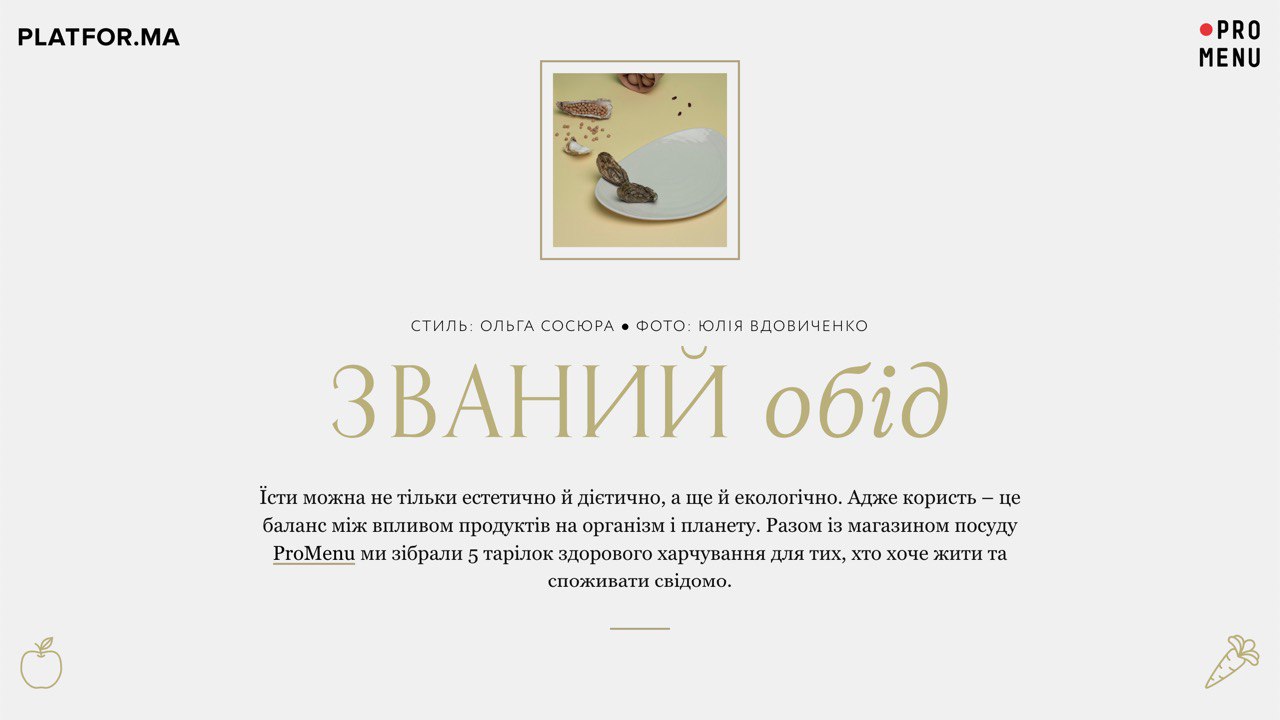 PLATFOR.MA
PRO
MENU
СТИЛЬ: ОЛЬГА СОСЮРА ● ФОТО: ЮЛІЯ ВДОВИЧЕНКО
ЗВАНИЙ обід
Їсти можна не тільки естетично й дієтично, а ще й екологічно. Адже користь – це
баланс між впливом продуктів на організм і планету. Разом із магазином посуду
ProMenu ми зібрали 5 тарілок здорового харчування для тих, хто хоче жити та
споживати свідомо.